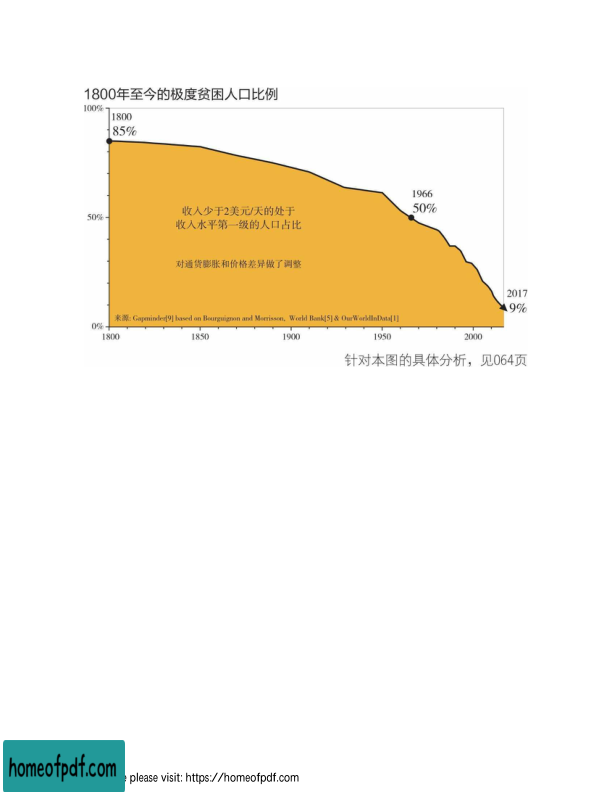 1800年至今的极度贫困人口比例
100%
1800
85%
1966
50%
50%
收入少于2美元/天的处于
收入水平第一级的人口占比
对通货膨胀和价格差异做了调整
2017
9%
来源: Gapminder[9] based on Bourguignon and Morrisson, World Bank[5] & OurWorldInData[1]
0%
1800 1850 1900 1950 2000
针对本图的具体分析，见064页
homeofpdf.com
please visit: https://homeofpdf.com